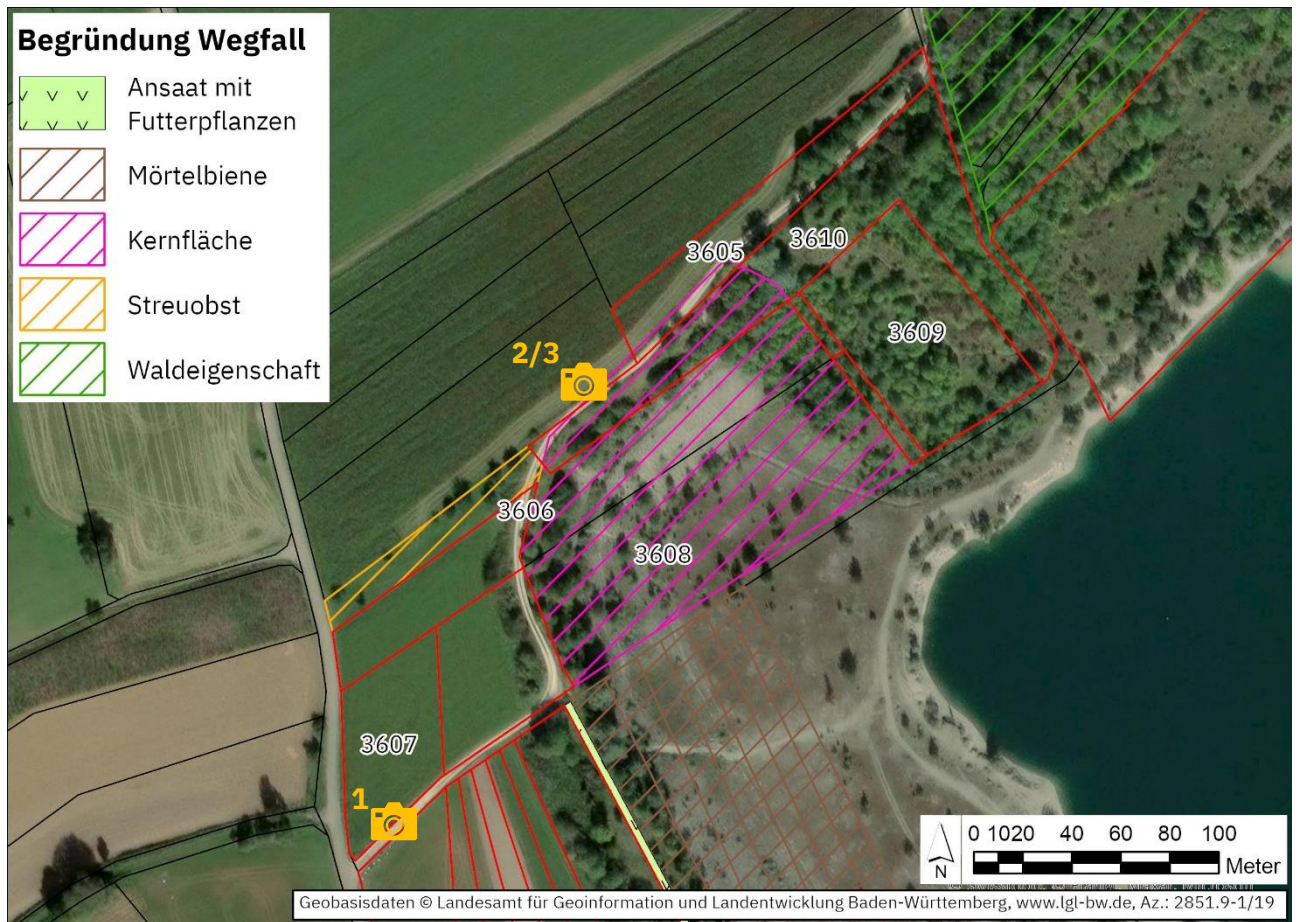 Begründung Wegfall
Ansaat mit
Futterpflanzen
Mörtelbiene
Kernfläche
Streuobst
Waldeigenschaft
3605
3610
3609
2/3
3606
3608
3607
1
0 1020 40 60 80 100
Meter
N
Geobasisdaten © Landesamt für Geoinformation und Landentwicklung Baden-Württemberg, www.lgl-bw.de, Az.: 2851.9-1/19